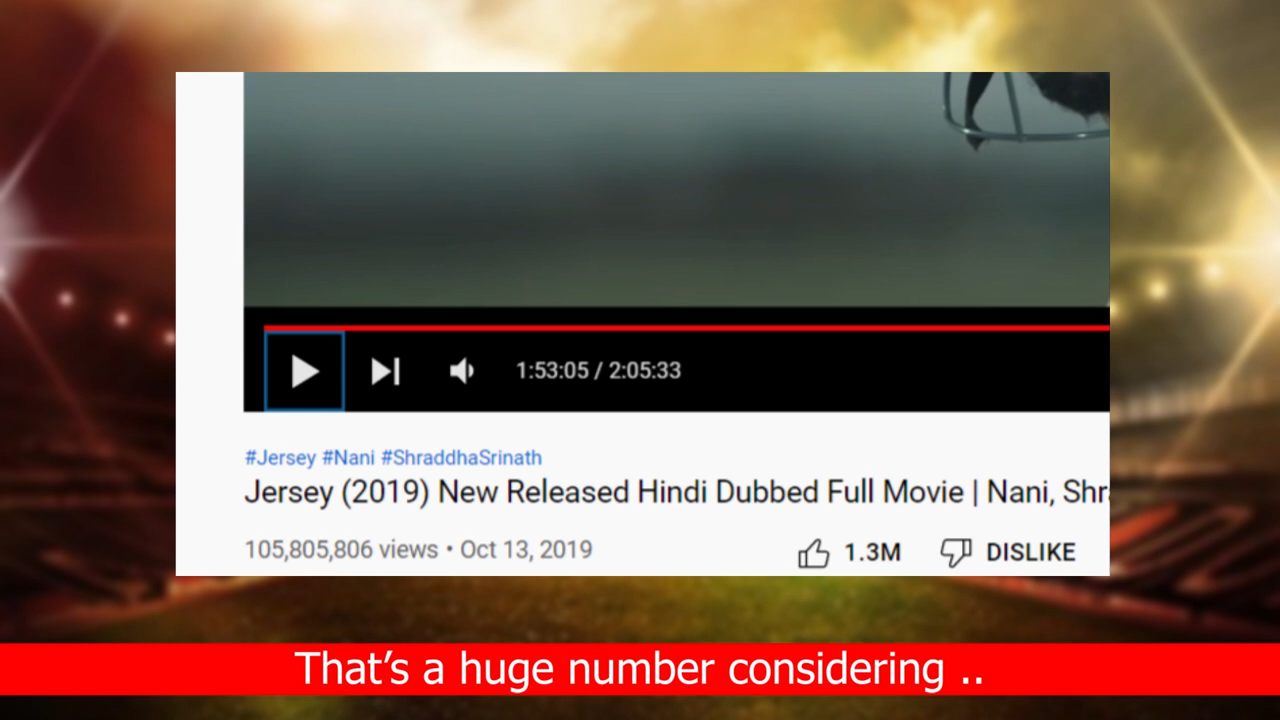 1:53:05 / 2:05:33
#Jersey #Nani #ShraddhaSrinath
Jersey (2019) New Released Hindi Dubbed Full Movie | Nani, Shr
105,805,806 views • Oct 13, 2019
1.3M
DISLIKE
That's a huge number considering ..